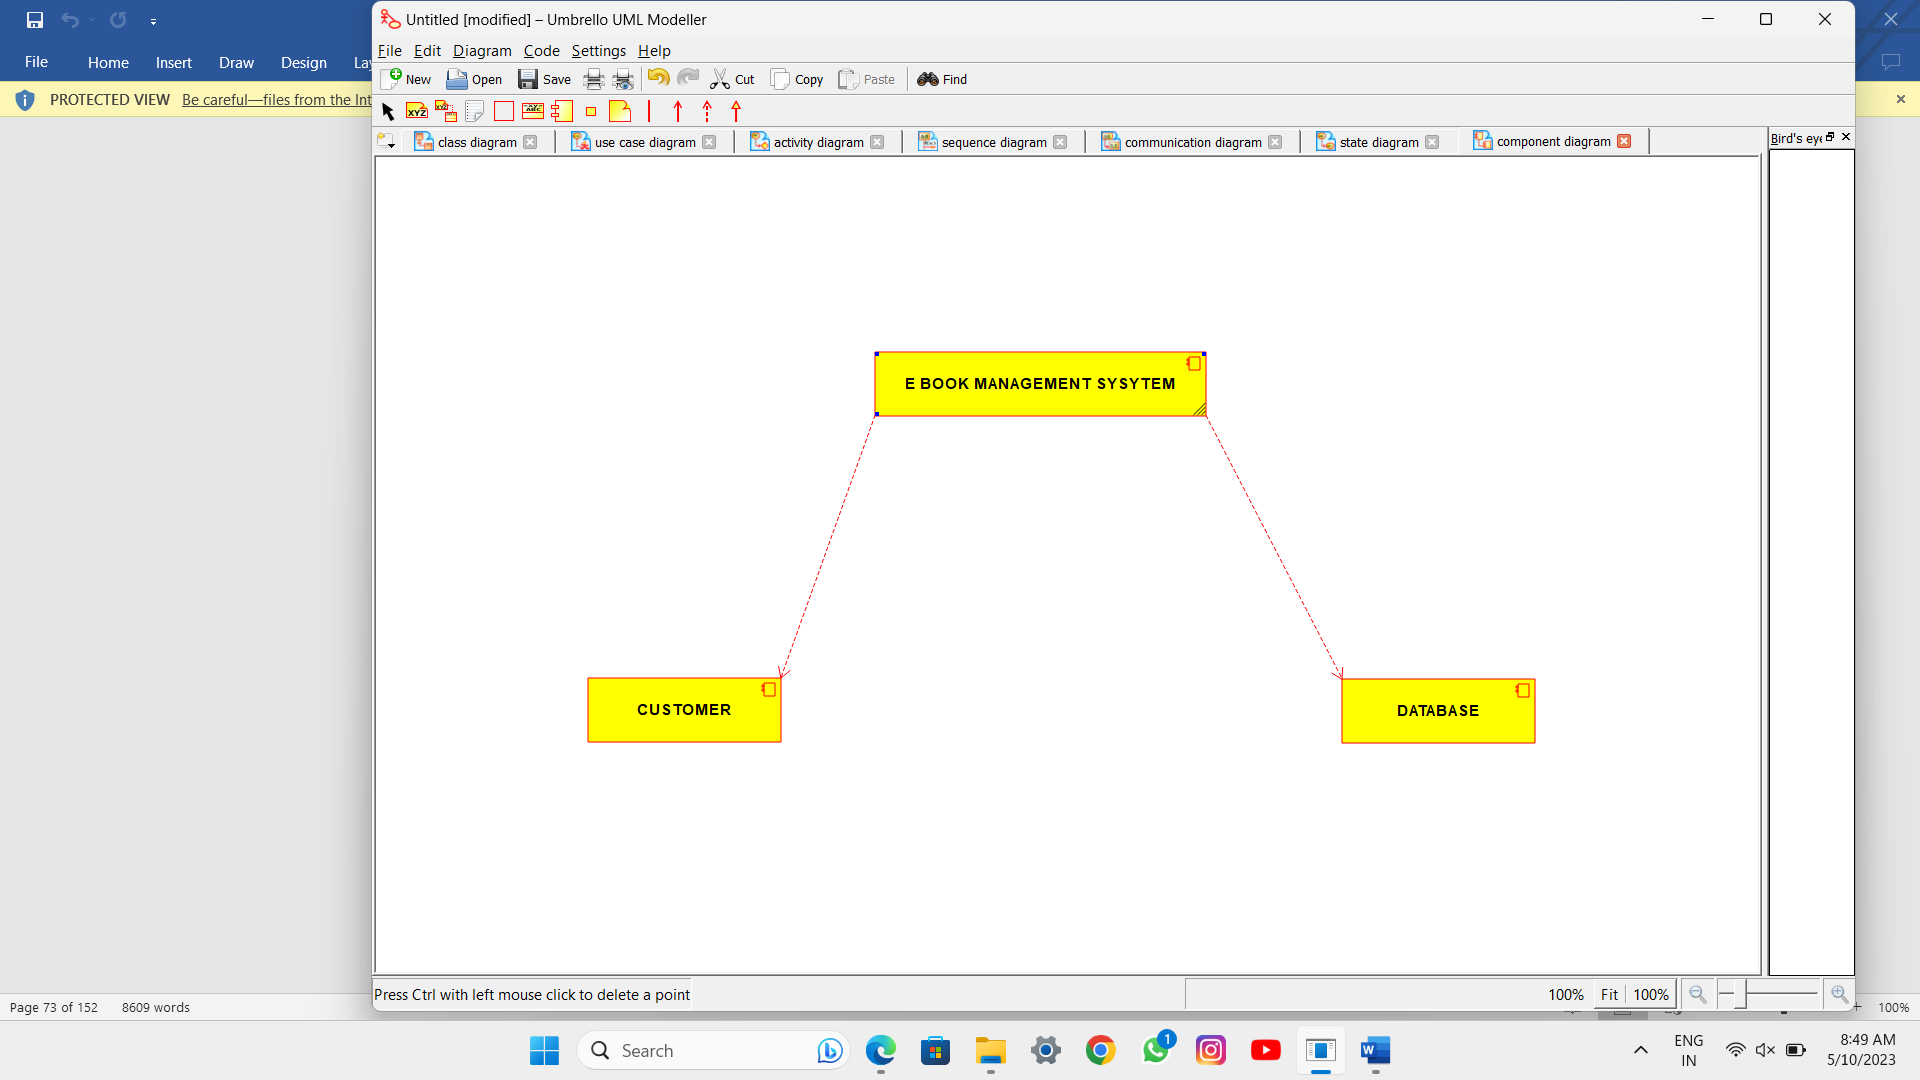 Untitled [modified] – Umbrello UML Modeller
File Edit Diagram Code Settings Help
File Home Insert Draw Design
New Open Save Cut Copy Paste Find
PROTECTED VIEW Be careful—files from the Int
XYZ
class diagram use case diagram activity diagram sequence diagram communication diagram state diagram component diagram Bird's eye
E BOOK MANAGEMENT SYSYTEM
CUSTOMER
DATABASE
Press Ctrl with left mouse click to delete a point 100% Fit 100%
Page 73 of 152 8609 words 100%
Search 1 ENG IN 8:49 AM 5/10/2023